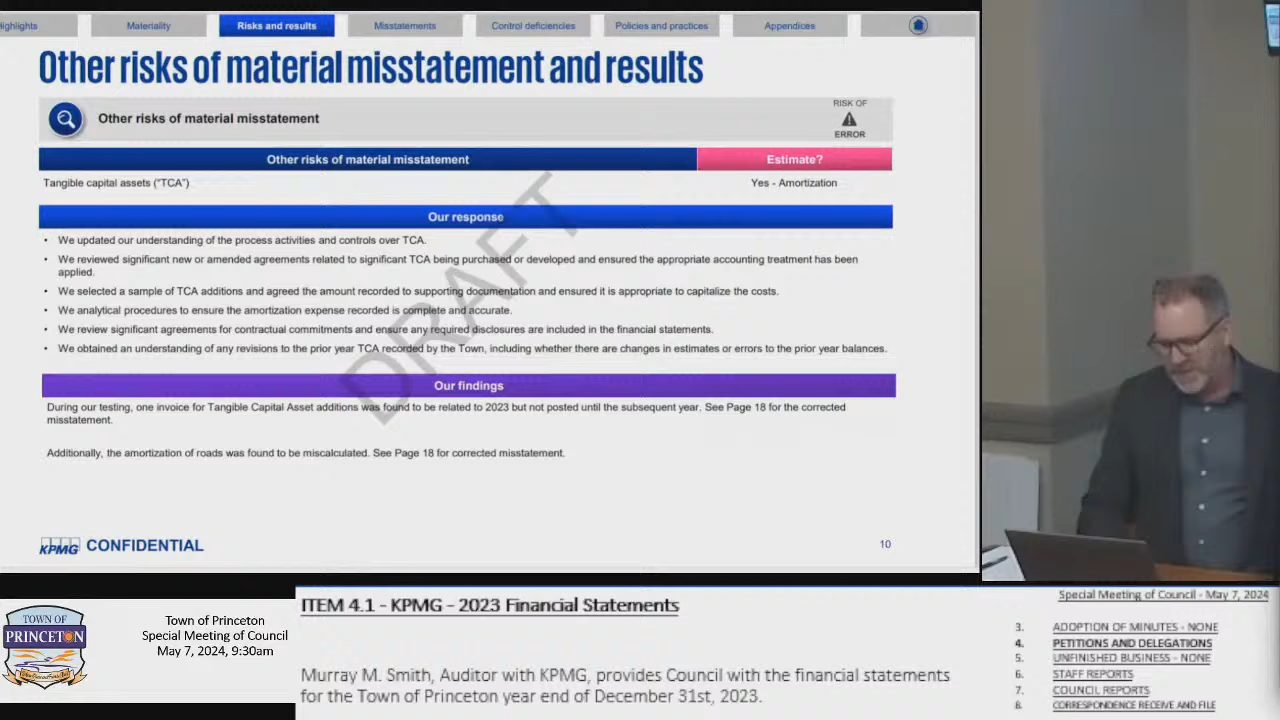 Highlights
Materiality
Risks and results
Misstatements
Control deficiencies
Policies and practices
Appendices
Other risks of material misstatement and results
Other risks of material misstatement
RISK OF
ERROR
Other risks of material misstatement
Estimate?
Tangible capital assets (“TCA”)
Yes - Amortization
Our response
• We updated our understanding of the process activities and controls over TCA.
• We reviewed significant new or amended agreements related to significant TCA being purchased or developed and ensured the appropriate accounting treatment has been
applied.
• We selected a sample of TCA additions and agreed the amount recorded to supporting documentation and ensured it is appropriate to capitalize the costs.
• We analytical procedures to ensure the amortization expense recorded is complete and accurate.
• We review significant agreements for contractual commitments and ensure any required disclosures are included in the financial statements.
• We obtained an understanding of any revisions to the prior year TCA recorded by the Town, including whether there are changes in estimates or errors to the prior year balances.
DRAFT
Our findings
During our testing, one invoice for Tangible Capital Asset additions was found to be related to 2023 but not posted until the subsequent year. See Page 18 for the corrected
misstatement.
Additionally, the amortization of roads was found to be miscalculated. See Page 18 for corrected misstatement.
KPMG CONFIDENTIAL
10
TOWN OF
PRINCETON
Town of Princeton
Special Meeting of Council
May 7, 2024, 9:30am
ITEM 4.1 - KPMG - 2023 Financial Statements
Murray M. Smith, Auditor with KPMG, provides Council with the financial statements
for the Town of Princeton year end of December 31st, 2023.
Special Meeting of Council - May 7, 2024
3. ADOPTION OF MINUTES - NONE
4. PETITIONS AND DELEGATIONS
5. UNFINISHED BUSINESS - NONE
6. STAFF REPORTS
7. COUNCIL REPORTS
8. CORRESPONDENCE RECEIVE AND FILE